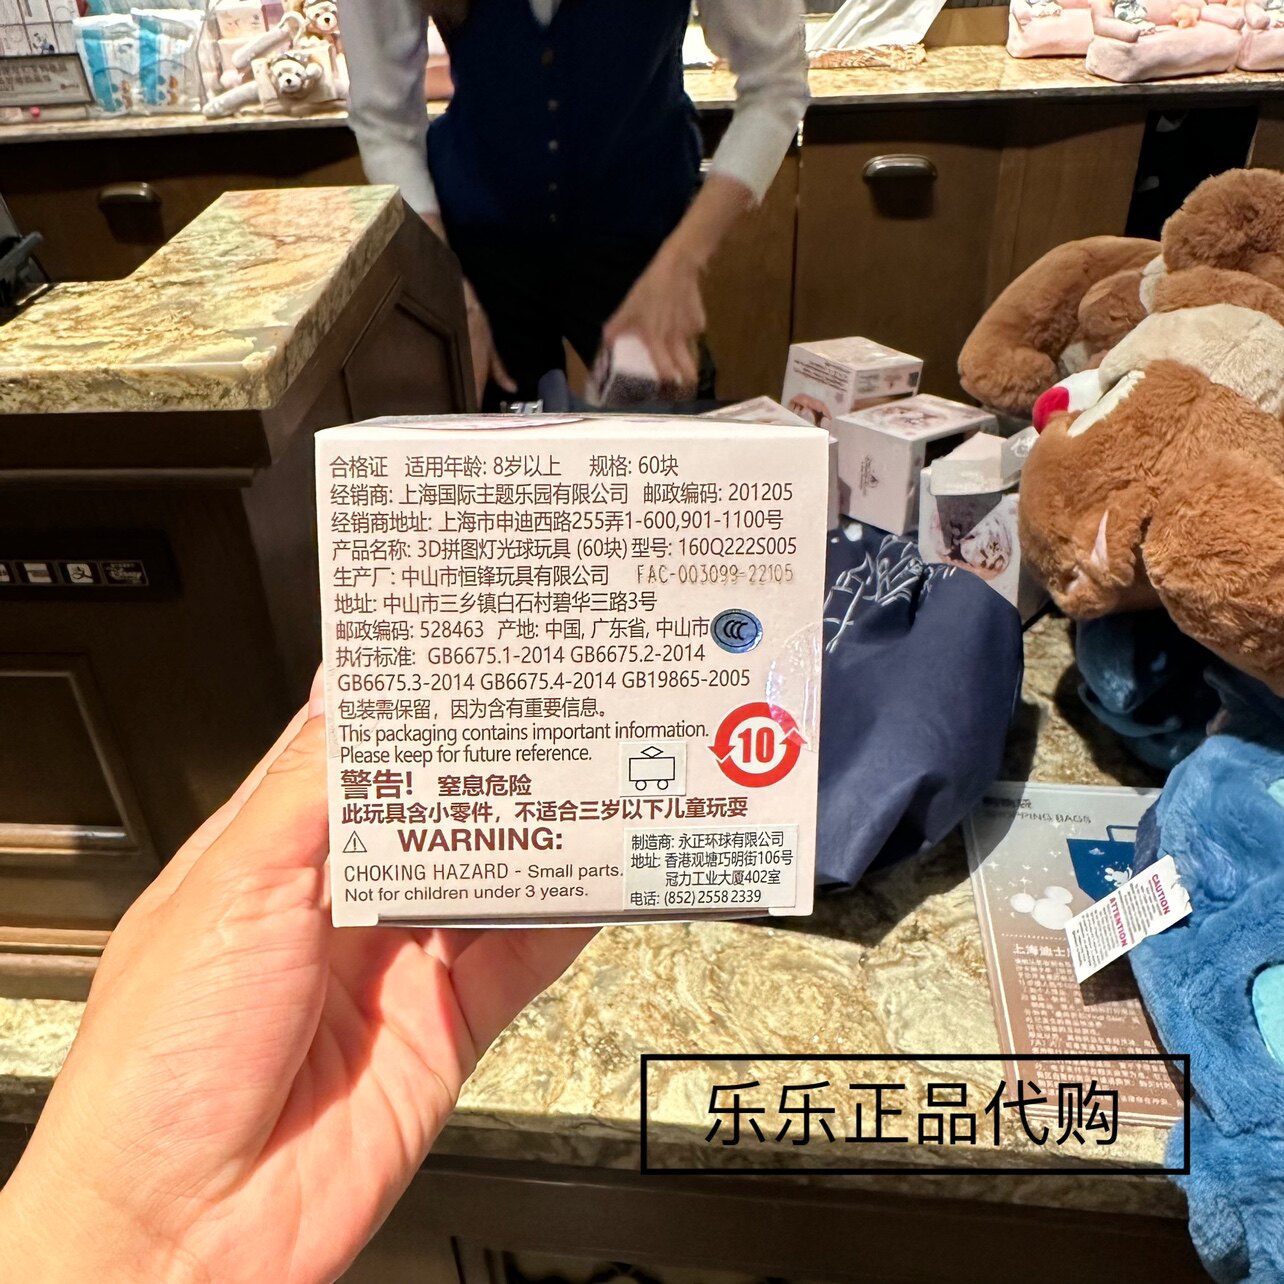 合格证 适用年龄: 8岁以上 规格: 60块
经销商: 上海国际主题乐园有限公司 邮政编码: 201205
经销商地址: 上海市申迪西路255弄1-600,901-1100号
产品名称: 3D拼图灯光球玩具 (60块) 型号: 160Q222S005
生产厂: 中山市恒锋玩具有限公司 FAC-003099-22105
地址: 中山市三乡镇白石村碧华三路3号
邮政编码: 528463 产地: 中国, 广东省, 中山市
执行标准: GB6675.1-2014 GB6675.2-2014
GB6675.3-2014 GB6675.4-2014 GB19865-2005
包装需保留，因为含有重要信息。
This packaging contains important information.
Please keep for future reference.
10
警告! 窒息危险
此玩具含小零件，不适合三岁以下儿童玩耍
WARNING:
CHOKING HAZARD - Small parts.
Not for children under 3 years.
制造商: 永正环球有限公司
地址: 香港观塘巧明街106号
冠力工业大厦402室
电话: (852) 2558 2339
CAUTION
ATTENTION
乐乐正品代购